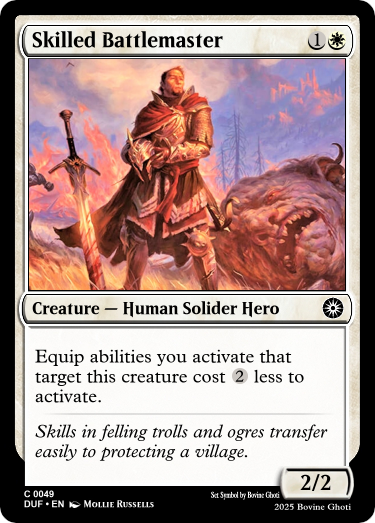 Skilled Battlemaster 1
Creature — Human Solider Hero
Equip abilities you activate that
target this creature cost 2 less to
activate.
Skills in felling trolls and ogres transfer
easily to protecting a village.
2/2
C 0049
DUF • EN Mollie Russells
Set Symbol by Bovine Ghoti
2025 Bovine Ghoti